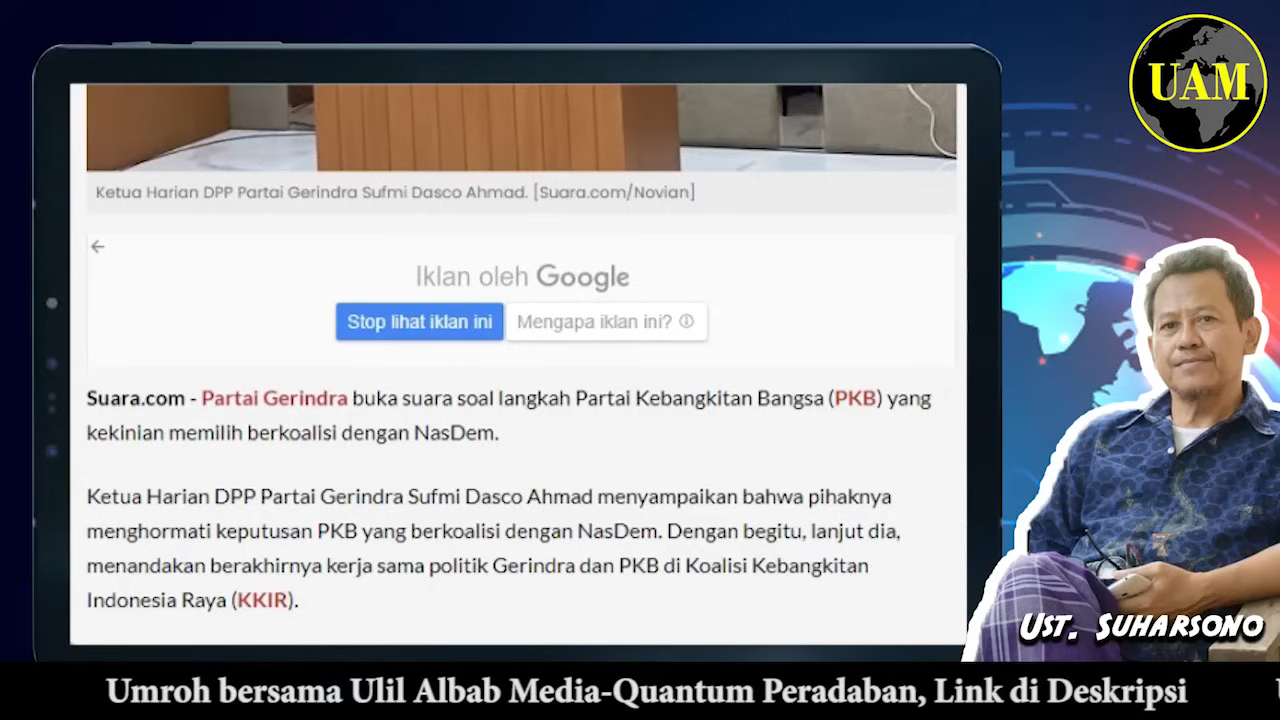 UAM
Ketua Harian DPP Partai Gerindra Sufmi Dasco Ahmad. [Suara.com/Novian]
Iklan oleh Google
Stop lihat iklan ini
Mengapa iklan ini?
Suara.com - Partai Gerindra buka suara soal langkah Partai Kebangkitan Bangsa (PKB) yang
kekinian memilih berkoalisi dengan NasDem.
Ketua Harian DPP Partai Gerindra Sufmi Dasco Ahmad menyampaikan bahwa pihaknya
menghormati keputusan PKB yang berkoalisi dengan NasDem. Dengan begitu, lanjut dia,
menandakan berakhirnya kerja sama politik Gerindra dan PKB di Koalisi Kebangkitan
Indonesia Raya (KKIR).
Ust. Suharsono
Umroh bersama Ulil Albab Media-Quantum Peradaban, Link di Deskripsi